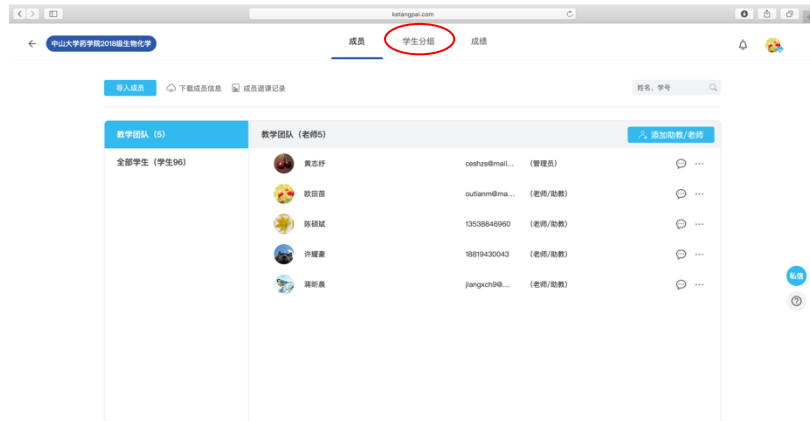 ketangpai.com
中山大学药学院2018级生物化学
成员 学生分组 成绩
导入成员 下载成员信息 成员退课记录 姓名、学号
教学团队（5） 教学团队（老师5） 添加助教/老师
全部学生（学生96）
黄志纾 ceshzs@mail... （管理员）
欧田苗 outianm@ma... （老师/助教）
陈硕斌 13538846960 （老师/助教）
许耀豪 18819430043 （老师/助教）
蒋昕晨 jiangxch9@... （老师/助教）
私信